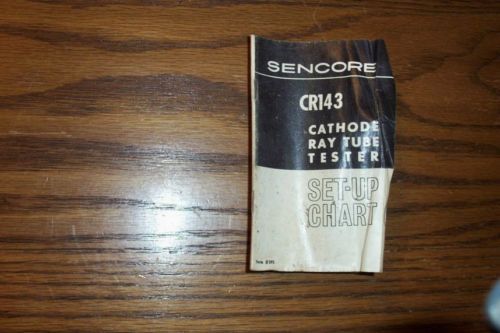 SENCORE
CR143
CATHODE
RAY TUBE
TESTER
SET-UP
CHART